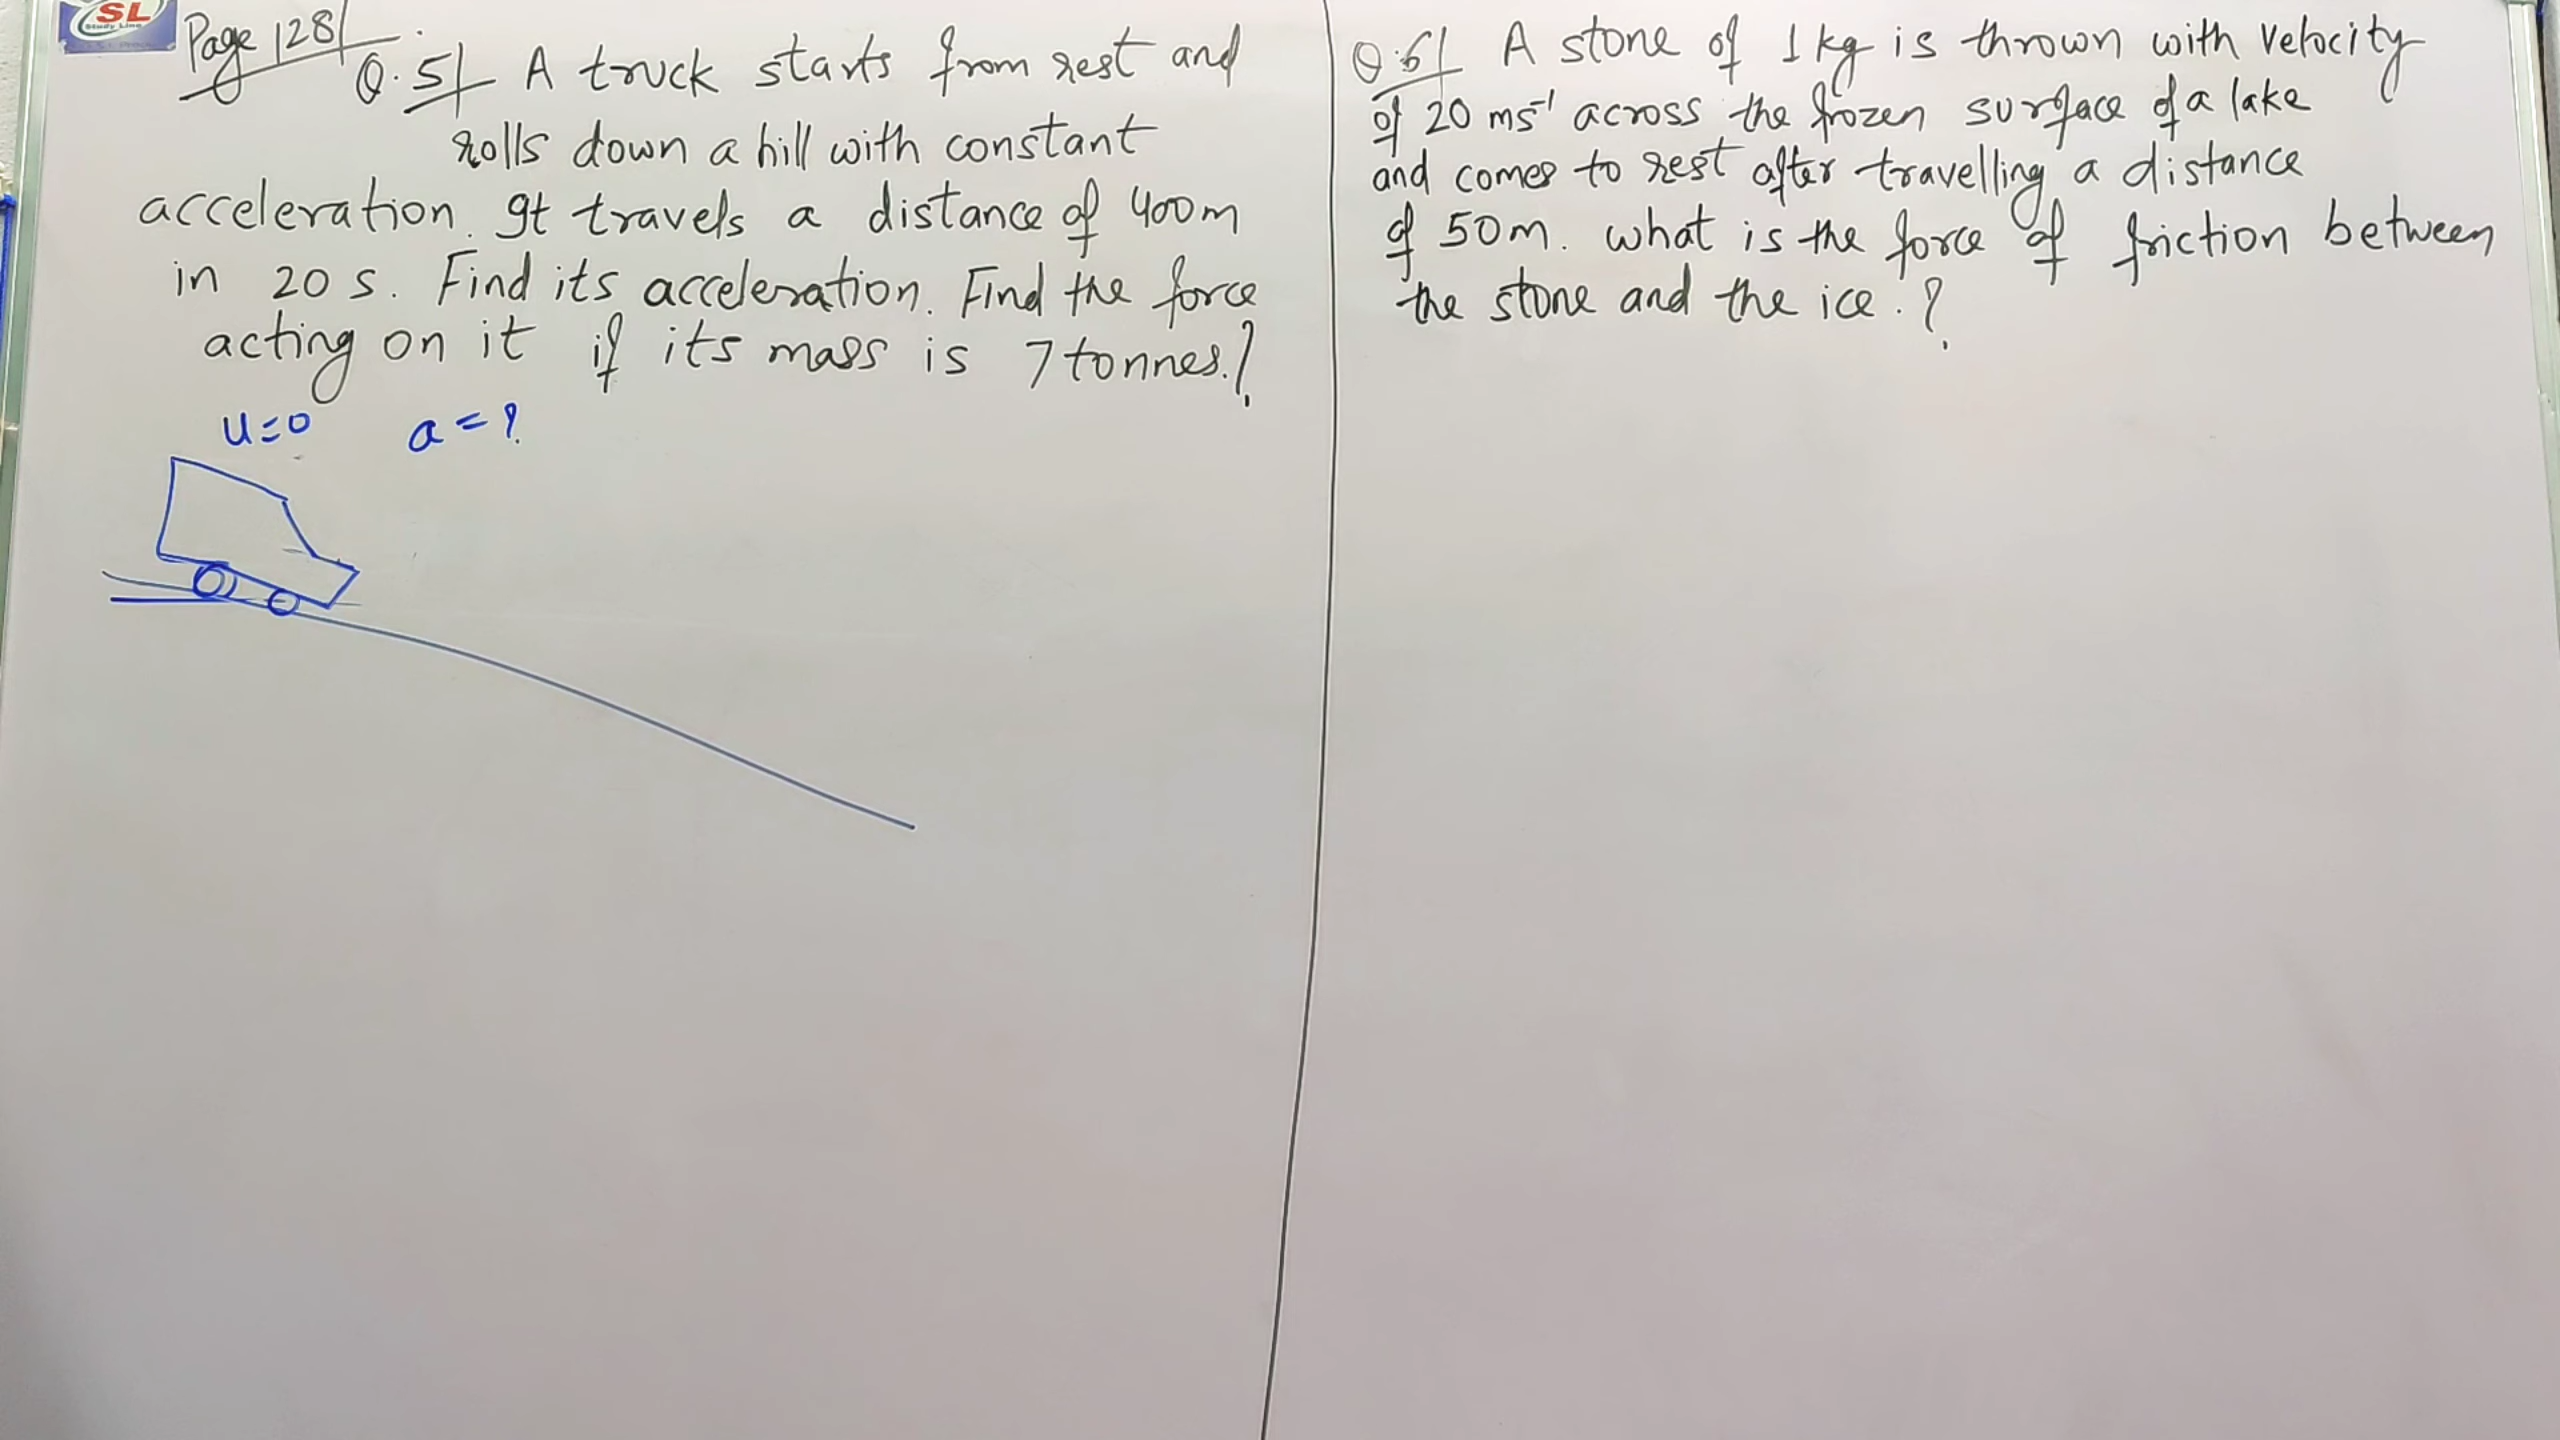 SL
Study Line
Page 128/
Q.5/ A truck starts from rest and
rolls down a hill with constant
acceleration. It travels a distance of 400m
in 20 s. Find its acceleration. Find the force
acting on it if its mass is 7 tonnes.?
u=0 a=?
Q.6/ A stone of 1 kg is thrown with velocity
of 20 ms⁻¹ across the frozen surface of a lake
and comes to rest after travelling a distance
of 50m. What is the force of friction between
the stone and the ice.?